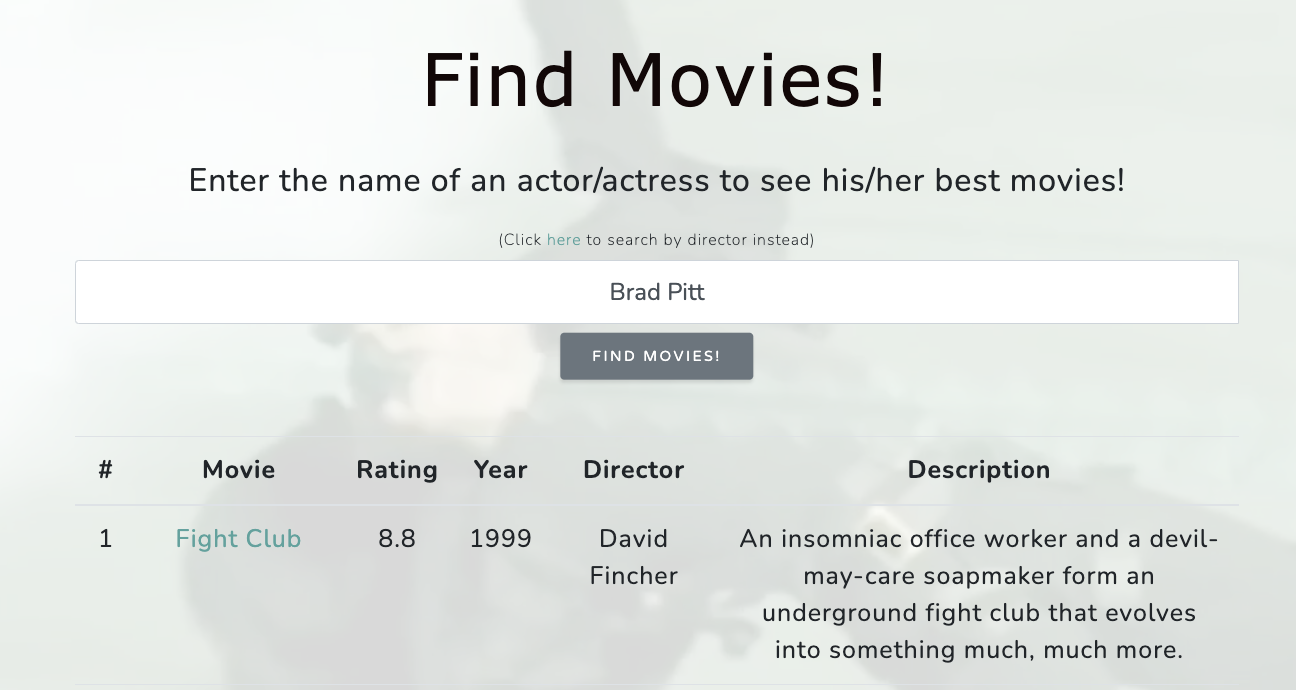 Find Movies!
Enter the name of an actor/actress to see his/her best movies!
(Click here to search by director instead)
Brad Pitt
FIND MOVIES!
# Movie Rating Year Director Description
1 Fight Club 8.8 1999 David Fincher An insomniac office worker and a devil-
may-care soapmaker form an
underground fight club that evolves
into something much, much more.